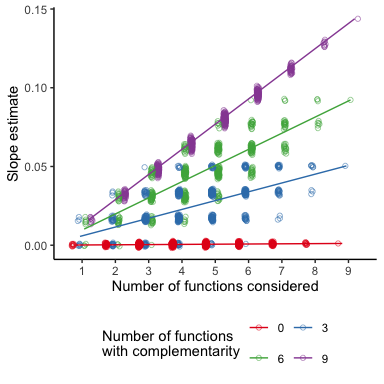 0.15
0.10
0.05
0.00
Slope estimate
1 2 3 4 5 6 7 8 9
Number of functions considered
Number of functions
with complementarity
0 3
6 9